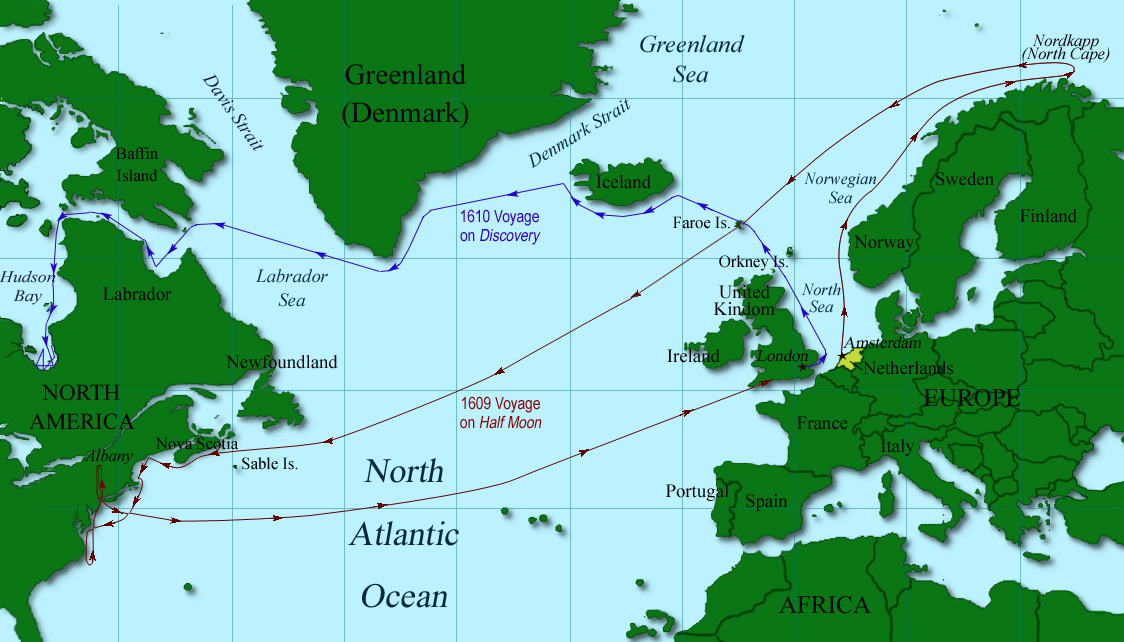 Nordkapp
(North Cape)
Greenland
Sea
Greenland
(Denmark)
Davis Strait
Denmark Strait
Baffin
Island
Iceland
Norwegian
Sea
Sweden
Finland
1610 Voyage
on Discovery
Faroe Is.
Norway
Hudson
Bay
Labrador
Labrador
Sea
Orkney Is.
North
Sea
United
Kindom
Newfoundland
Ireland
London
Amsterdam
Netherlands
NORTH
AMERICA
1609 Voyage
on Half Moon
EUROPE
France
Nova Scotia
Albany
Sable Is.
Italy
North
Atlantic
Ocean
Portugal
Spain
AFRICA